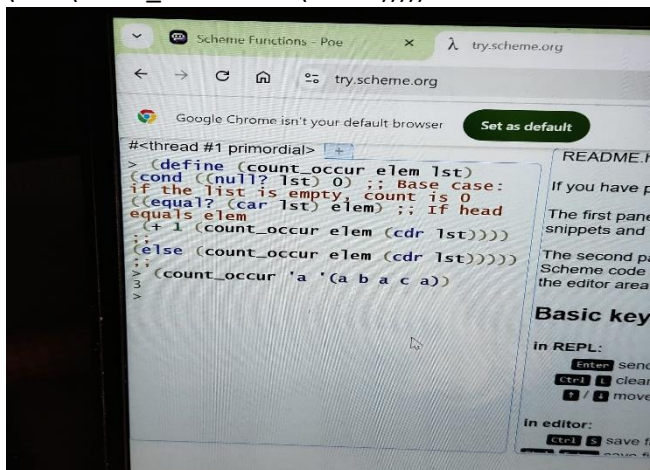 Scheme Functions - Poe
λ try.scheme.org
try.scheme.org
Google Chrome isn't your default browser
Set as default
#<thread #1 primordial> +
> (define (count_occur elem lst)
(cond ((null? lst) 0) ;; Base case:
if the list is empty, count is 0
((equal? (car lst) elem) ;; If head
equals elem
(+ 1 (count_occur elem (cdr lst))))
;;
(else (count_occur elem (cdr lst)))))
;;
> (count_occur 'a '(a b a c a))
3
>
If you have
The first
snippets and
The second
Scheme code
the editor area
Basic key
in REPL:
Enter
Ctrl L clear
/ move
in editor:
Ctrl S save